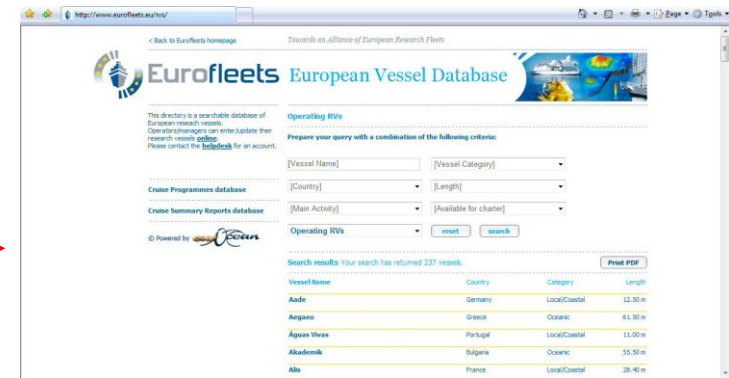 http://www.eurofleets.eu/rvs/
Page
Tools
< Back to Eurofleets homepage
Towards an Alliance of European Research Fleets
Eurofleets
European Vessel Database
This directory is a searchable database of
European reseach vessels.
Operators/managers can enter/update their
research vessels online.
Please contact the helpdesk for an account.
Cruise Programmes database
Cruise Summary Reports database
© Powered by
Operating RVs
Prepare your query with a combination of the following criteria:
[Vessel Name] [Vessel Category]
[Country] [Length]
[Main Activity] [Available for charter]
Operating RVs reset search
Search results Your search has returned 237 vessels. Print PDF
Vessel Name Country Category Length
Aade Germany Local/Coastal 12.50 m
Aegaeo Greece Oceanic 61.50 m
Águas Vivas Portugal Local/Coastal 11.00 m
Akademik Bulgaria Oceanic 55.50 m
Alis France Local/Coastal 28.40 m